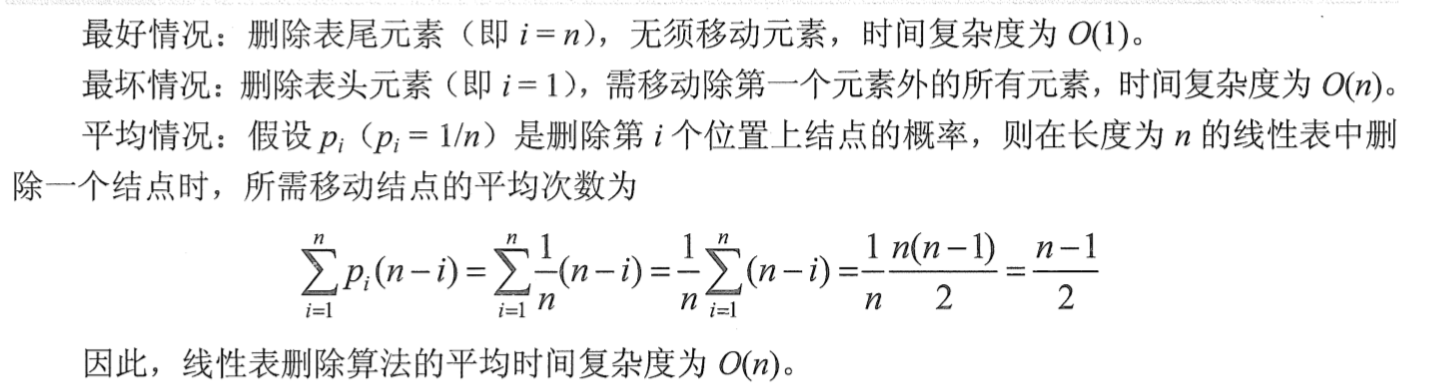 最好情况：删除表尾元素（即 i = n），无须移动元素，时间复杂度为 O(1)。
最坏情况：删除表头元素（即 i = 1），需移动除第一个元素外的所有元素，时间复杂度为 O(n)。
平均情况：假设 pᵢ（pᵢ = 1/n）是删除第 i 个位置上结点的概率，则在长度为 n 的线性表中删
除一个结点时，所需移动结点的平均次数为
$\sum_{i=1}^{n} p_i(n-i) = \sum_{i=1}^{n} \frac{1}{n}(n-i) = \frac{1}{n}\sum_{i=1}^{n}(n-i) = \frac{1}{n}\frac{n(n-1)}{2} = \frac{n-1}{2}$
因此，线性表删除算法的平均时间复杂度为 O(n)。